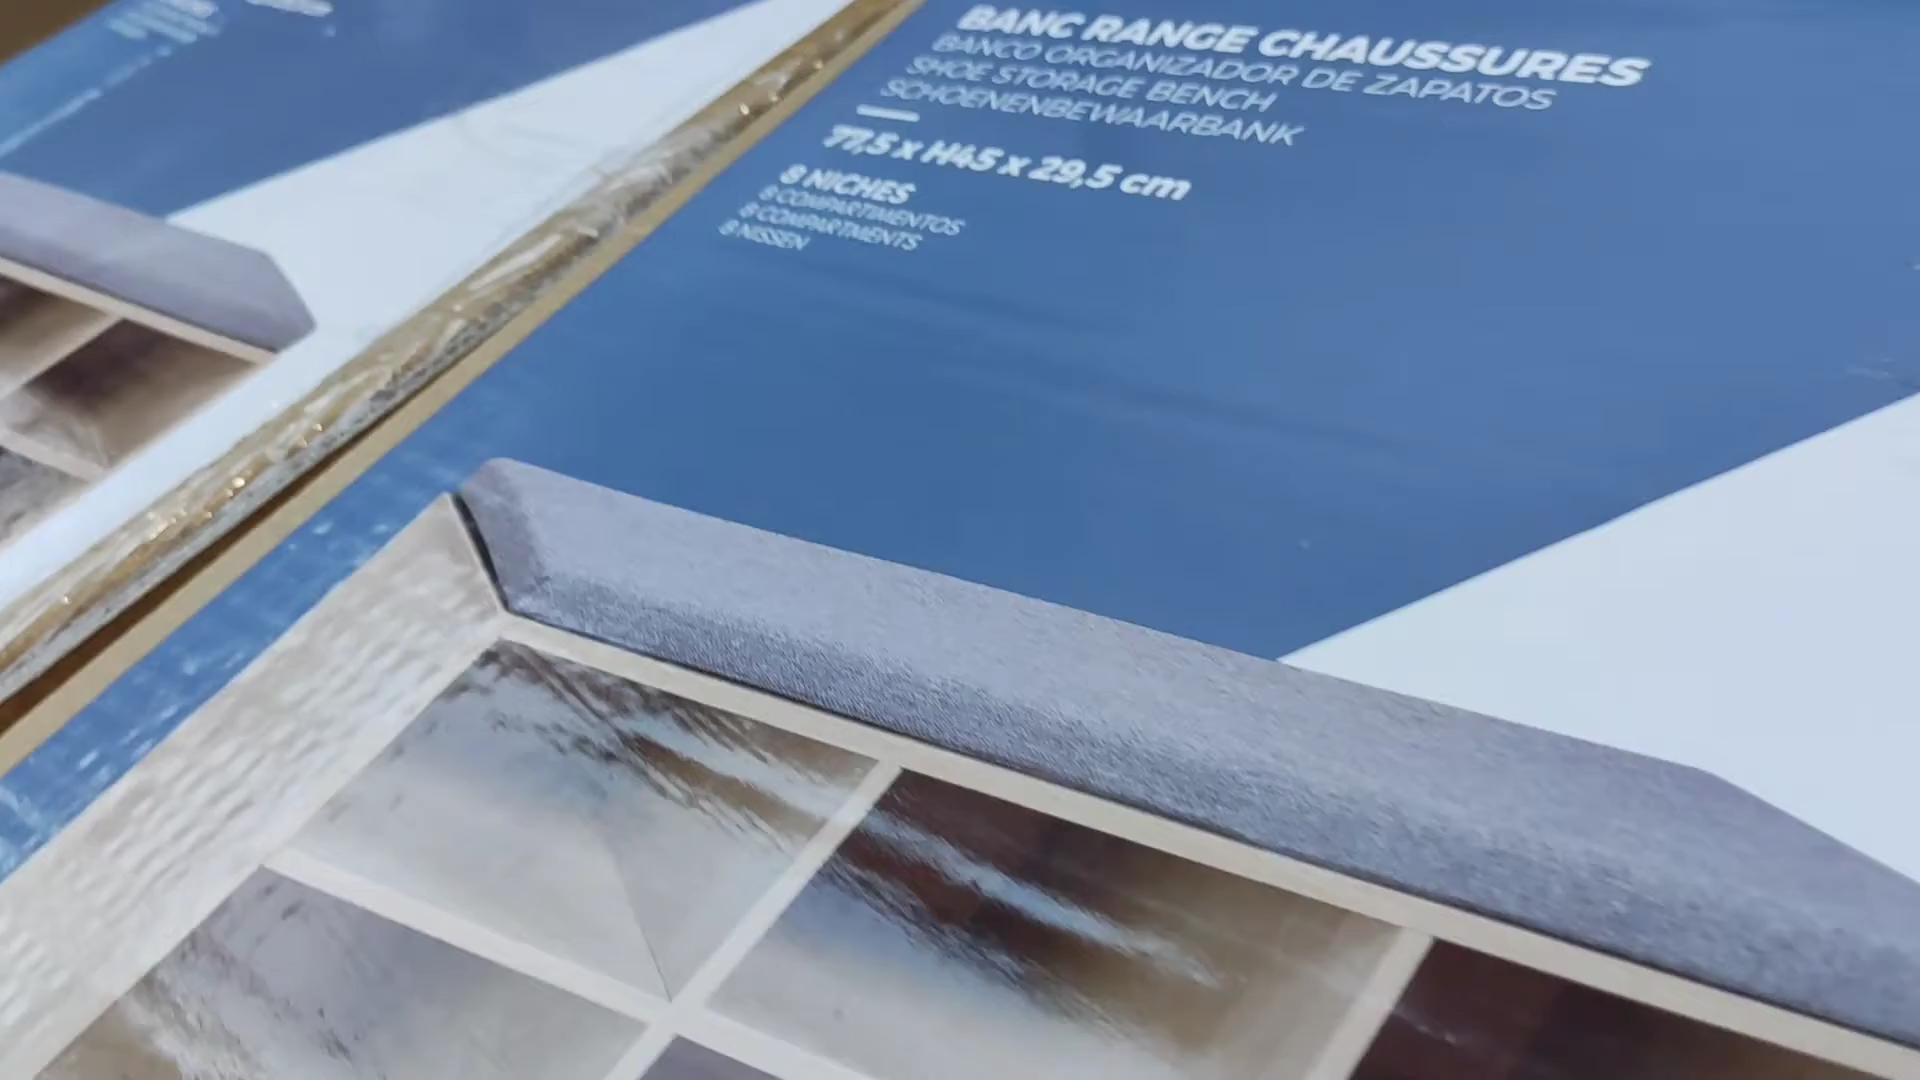 BANC RANGE CHAUSSURES
BANCO ORGANIZADOR DE ZAPATOS
SHOE STORAGE BENCH
SCHOENENBEWAARBANK
77,5 x H45 x 29,5 cm
8 NICHES
8 COMPARTIMENTOS
8 COMPARTMENTS
8 NISSEN